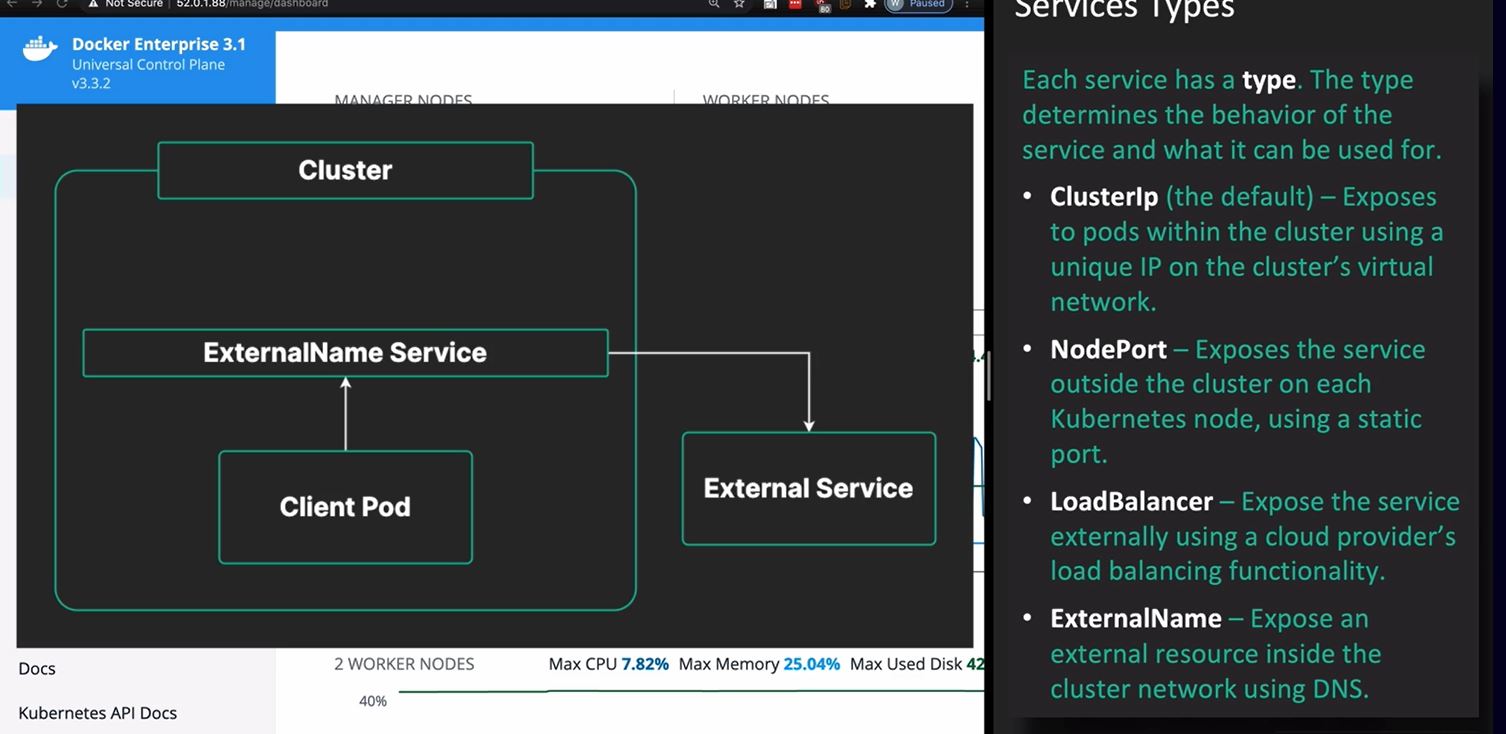 Not Secure | 52.0.1.88/manage/dashboard
80
W Paused
Docker Enterprise 3.1
Universal Control Plane
v3.3.2
MANAGER NODES
WORKER NODES
Cluster
ExternalName Service
Client Pod
External Service
Docs
Kubernetes API Docs
2 WORKER NODES Max CPU 7.82% Max Memory 25.04% Max Used Disk 42
40%
Services Types
Each service has a type. The type
determines the behavior of the
service and what it can be used for.
• ClusterIp (the default) – Exposes
to pods within the cluster using a
unique IP on the cluster’s virtual
network.
• NodePort – Exposes the service
outside the cluster on each
Kubernetes node, using a static
port.
• LoadBalancer – Expose the service
externally using a cloud provider’s
load balancing functionality.
• ExternalName – Expose an
external resource inside the
cluster network using DNS.